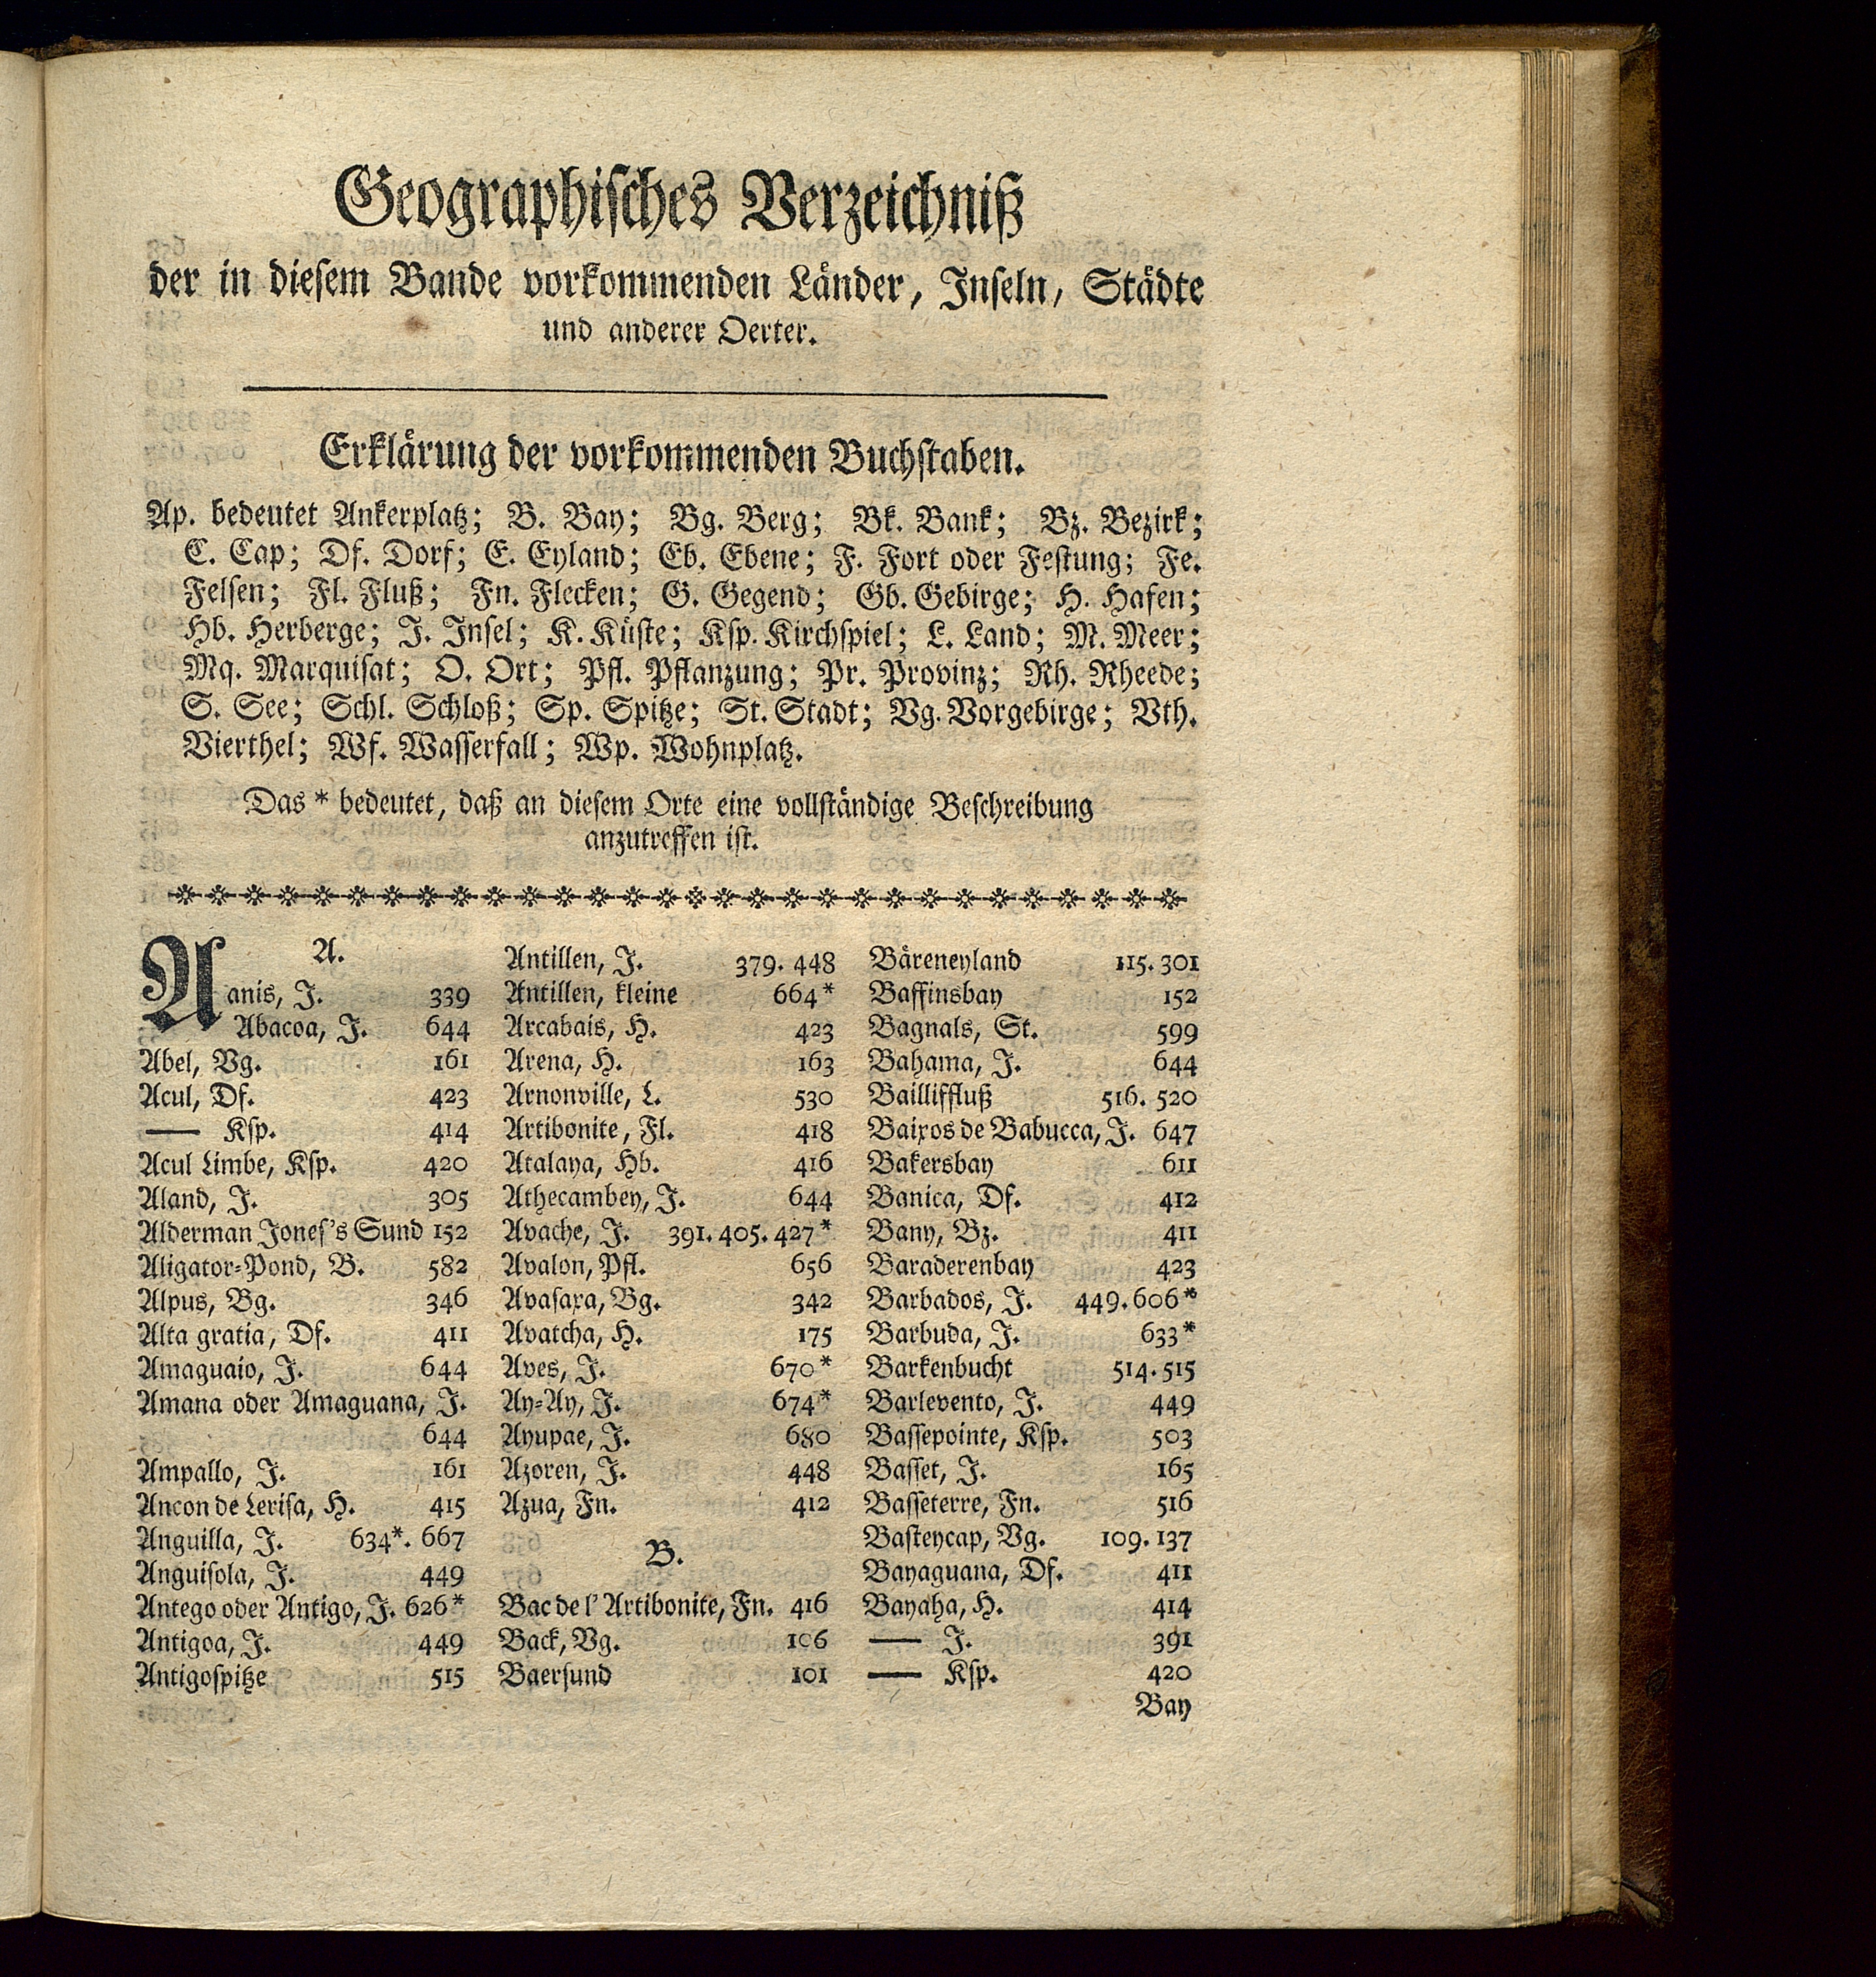 Geographisches Verzeichniß
der in diesem Bande vorkommenden Länder, Inseln, Städte
und anderer Oerter.
Erklärung der vorkommenden Buchstaben.
Ap. bedeutet Ankerplatz; B. Bay; Bg. Berg; Bk. Bank; Bz. Bezirk;
C. Cap; Df. Dorf; E. Eyland; Eb. Ebene; F. Fort oder Festung; Fe.
Felsen; Fl. Fluß; Fn. Flecken; G. Gegend; Gb. Gebirge; H. Hafen;
Hb. Herberge; J. Insel; K. Küste; Ksp. Kirchspiel; L. Land; M. Meer;
Mq. Marquisat; O. Ort; Pfl. Pflanzung; Pr. Provinz; Rh. Rheede;
S. See; Schl. Schloß; Sp. Spitze; St. Stadt; Vg. Vorgebirge; Vth.
Vierthel; Wf. Wasserfall; Wp. Wohnplatz.
Das * bedeutet, daß an diesem Orte eine vollständige Beschreibung
anzutreffen ist.
A.
Aanis, J. 339
Abacoa, J. 644
Abel, Vg. 161
Acul, Df. 423
— Ksp. 414
Acul Limbe, Ksp. 420
Aland, J. 305
Alderman Jones's Sund 152
Aligator-Pond, B. 582
Alpus, Bg. 346
Alta gratia, Df. 411
Amaguaio, J. 644
Amana oder Amaguana, J.
644
Ampallo, J. 161
Ancon de Lerisa, H. 415
Anguilla, J. 634*. 667
Anguisola, J. 449
Antego oder Antigo, J. 626*
Antigoa, J. 449
Antigospitze 515
Antillen, J. 379. 448
Antillen, kleine 664*
Arcabais, H. 423
Arena, H. 163
Arnonville, L. 530
Artibonite, Fl. 418
Atalaya, Hb. 416
Athecambey, J. 644
Avache, J. 391. 405. 427*
Avalon, Pfl. 656
Avasaxa, Bg. 342
Avatcha, H. 175
Aves, J. 670*
Ay-Ay, J. 674*
Ayupae, J. 680
Azoren, J. 448
Azua, Fn. 412
B.
Bac de l' Artibonite, Fn. 416
Back, Vg. 106
Baersund 101
Bäreneyland 115. 301
Baffinsbay 152
Bagnals, St. 599
Bahama, J. 644
Bailliffluß 516. 520
Baixos de Babucca, J. 647
Bakersbay 611
Banica, Df. 412
Bany, Bz. 411
Baraderenbay 423
Barbados, J. 449. 606*
Barbuda, J. 633*
Barkenbucht 514. 515
Barlevento, J. 449
Bassepointe, Ksp. 503
Basset, J. 165
Basseterre, Fn. 516
Basteycap, Vg. 109. 137
Bayaguana, Df. 411
Bayaha, H. 414
— J. 391
— Ksp. 420
Bay